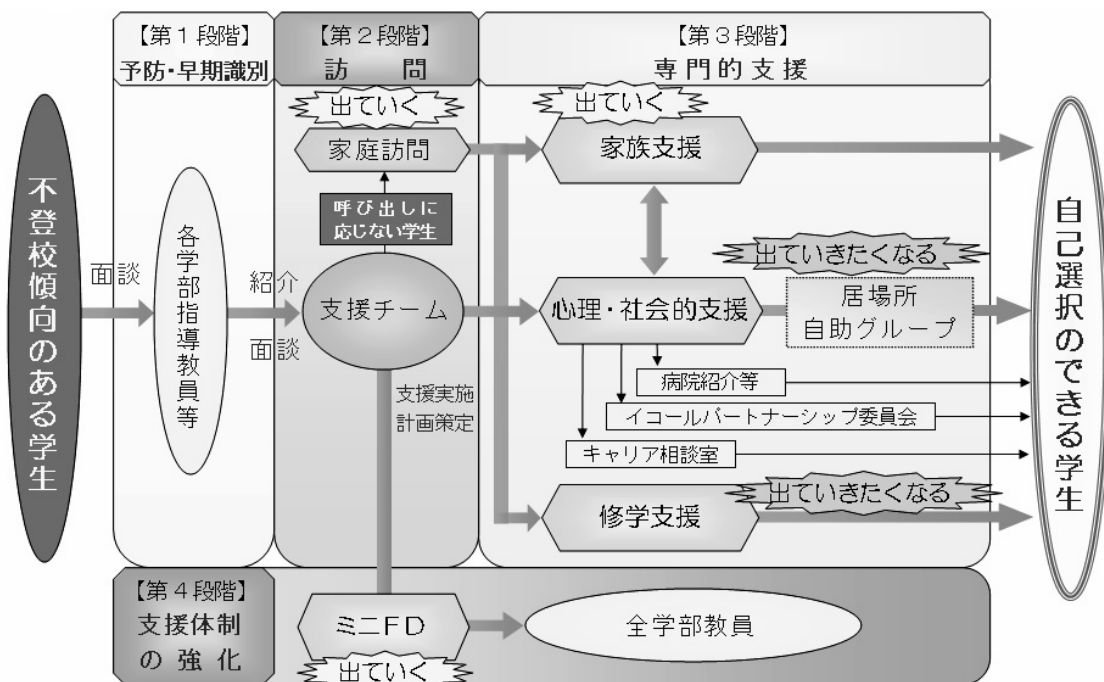 【第１段階】
予防・早期識別
【第２段階】
訪　問
【第３段階】
専門的支援
不登校傾向のある学生
面談
各学部指導教員等
紹介
面談
出ていく
家庭訪問
呼び出しに
応じない学生
支援チーム
支援実施
計画策定
出ていく
家族支援
心理・社会的支援
出ていきたくなる
居場所
自助グループ
病院紹介等
イコールパートナーシップ委員会
キャリア相談室
修学支援
出ていきたくなる
自己選択のできる学生
【第４段階】
支援体制
の強化
ミニFD
出ていく
全学部教員